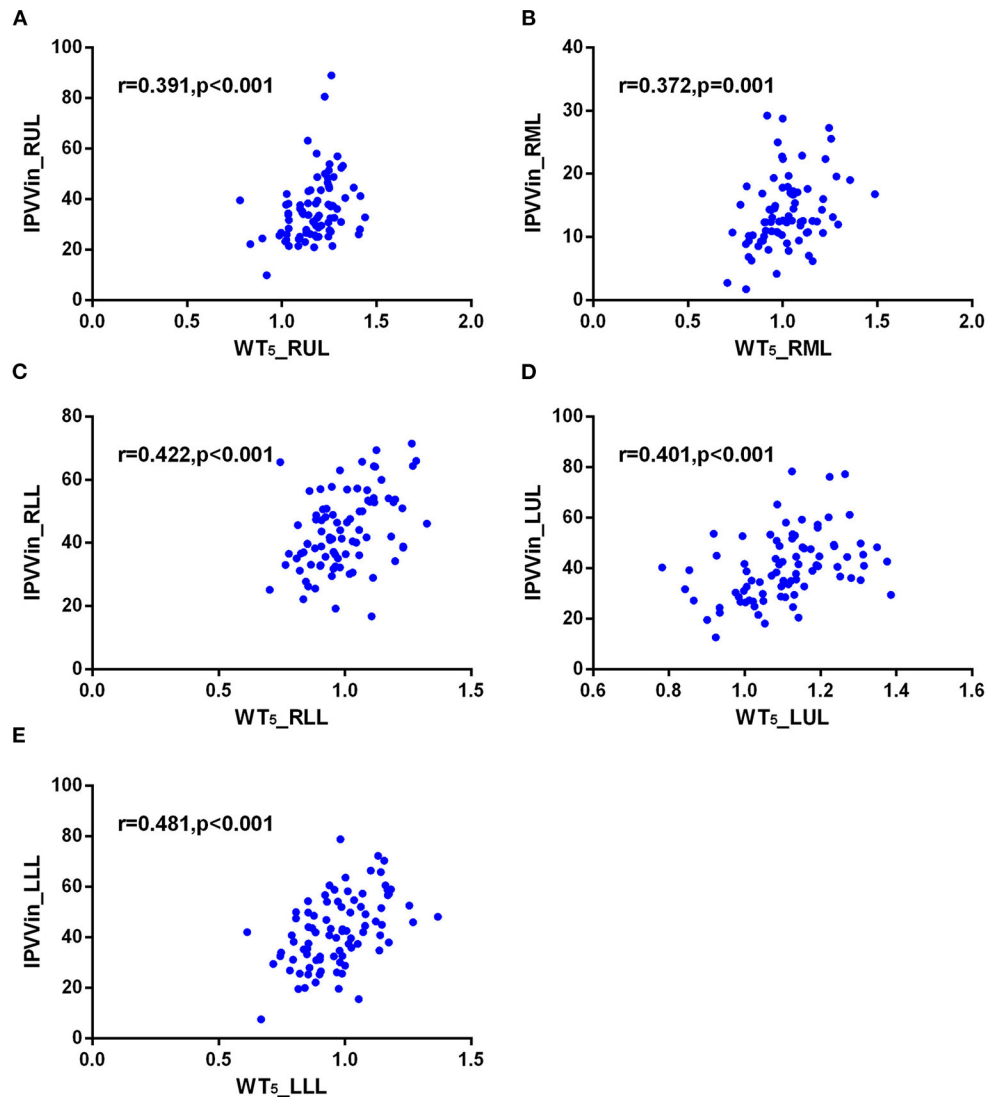 A
100
80
60
40
20
0
IPVVin_RUL
r=0.391,p<0.001
0.0 0.5 1.0 1.5 2.0
WT5_RUL
B
40
30
20
10
0
IPVVin_RML
r=0.372,p=0.001
0.0 0.5 1.0 1.5 2.0
WT5_RML
C
80
60
40
20
0
IPVVin_RLL
r=0.422,p<0.001
0.0 0.5 1.0 1.5
WT5_RLL
D
100
80
60
40
20
0
IPVVin_LUL
r=0.401,p<0.001
0.6 0.8 1.0 1.2 1.4 1.6
WT5_LUL
E
100
80
60
40
20
0
IPVVin_LLL
r=0.481,p<0.001
0.0 0.5 1.0 1.5
WT5_LLL